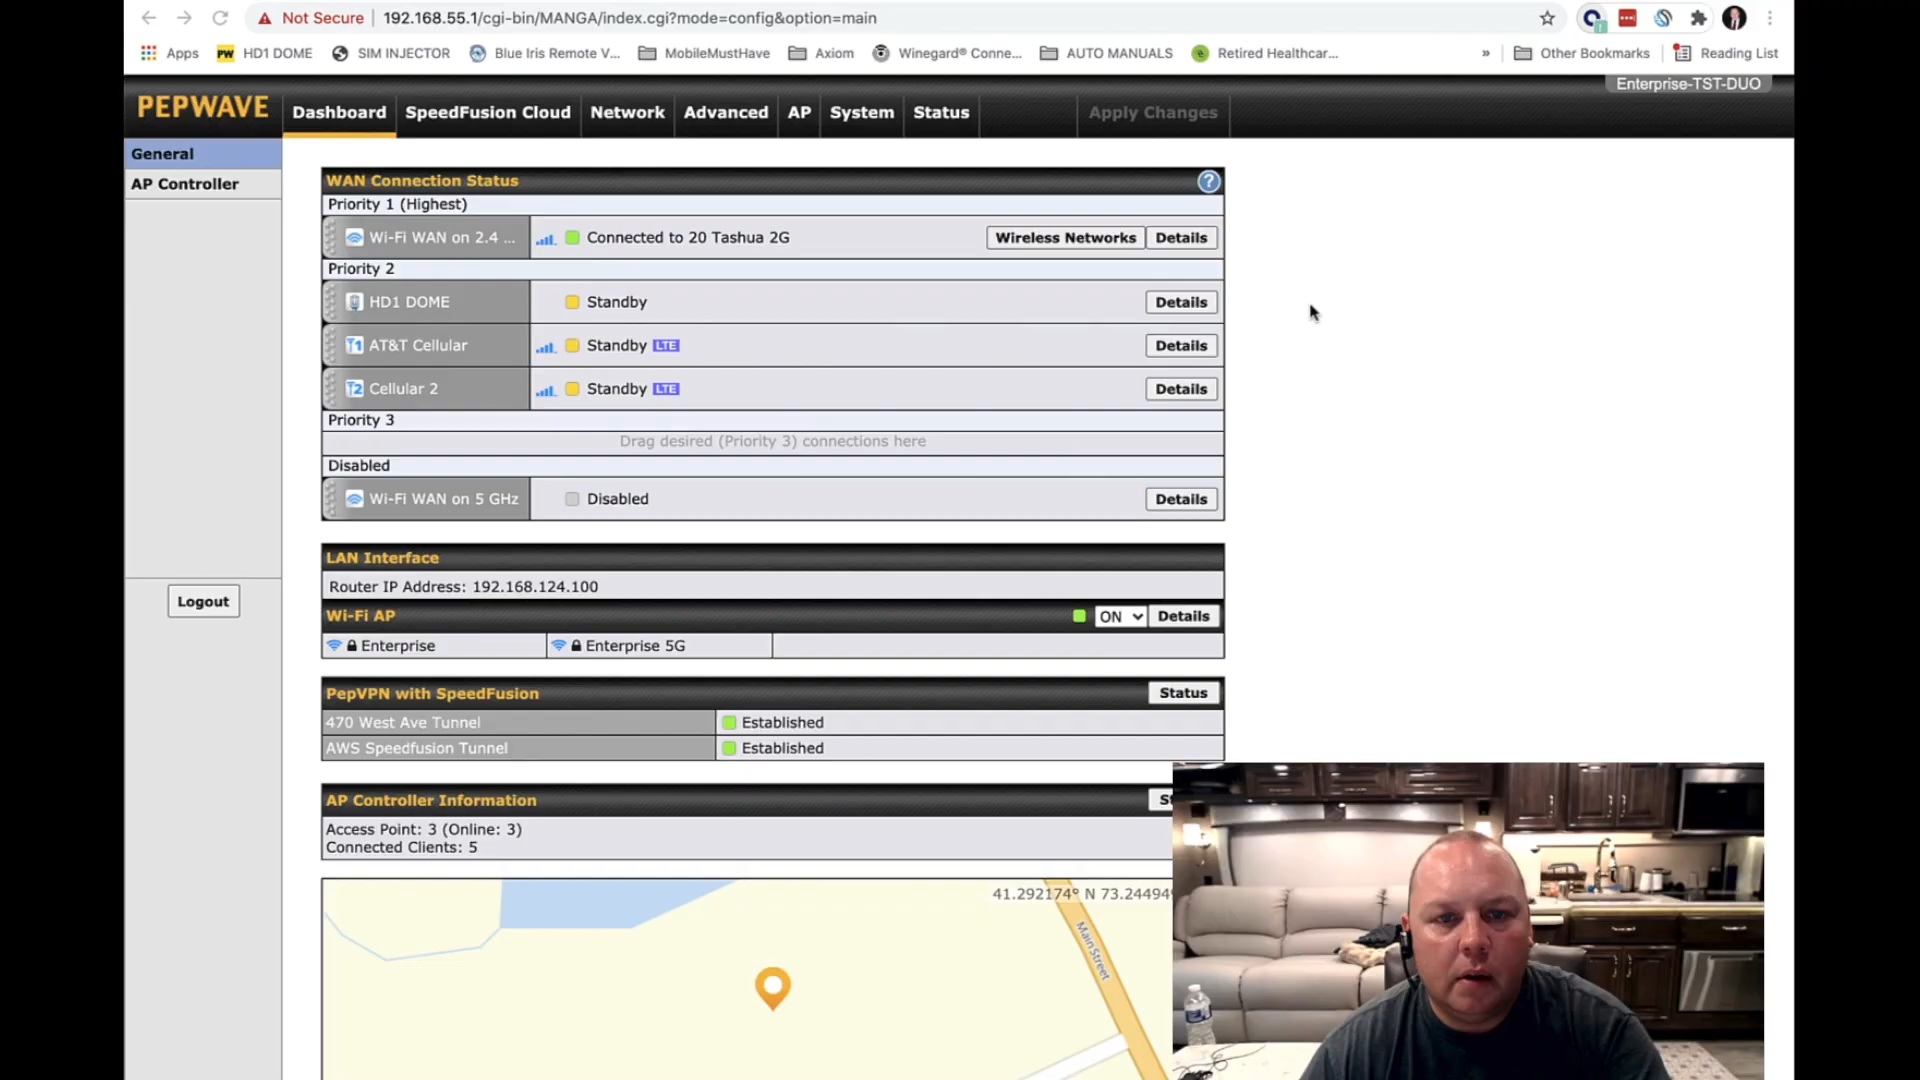 Not Secure | 192.168.55.1/cgi-bin/MANGA/index.cgi?mode=config&option=main
Apps HD1 DOME SIM INJECTOR Blue Iris Remote V... MobileMustHave Axiom Winegard® Conne... AUTO MANUALS Retired Healthcar... » Other Bookmarks Reading List
Enterprise-TST-DUO
PEPWAVE Dashboard SpeedFusion Cloud Network Advanced AP System Status Apply Changes
General
AP Controller
Logout
WAN Connection Status ?
Priority 1 (Highest)
Wi-Fi WAN on 2.4 ... Connected to 20 Tashua 2G Wireless Networks Details
Priority 2
HD1 DOME Standby Details
1 AT&T Cellular Standby LTE Details
2 Cellular 2 Standby LTE Details
Priority 3
Drag desired (Priority 3) connections here
Disabled
Wi-Fi WAN on 5 GHz Disabled Details
LAN Interface
Router IP Address: 192.168.124.100
Wi-Fi AP ON Details
Enterprise Enterprise 5G
PepVPN with SpeedFusion Status
470 West Ave Tunnel Established
AWS Speedfusion Tunnel Established
AP Controller Information St
Access Point: 3 (Online: 3)
Connected Clients: 5
41.292174° N 73.24494
Main Street